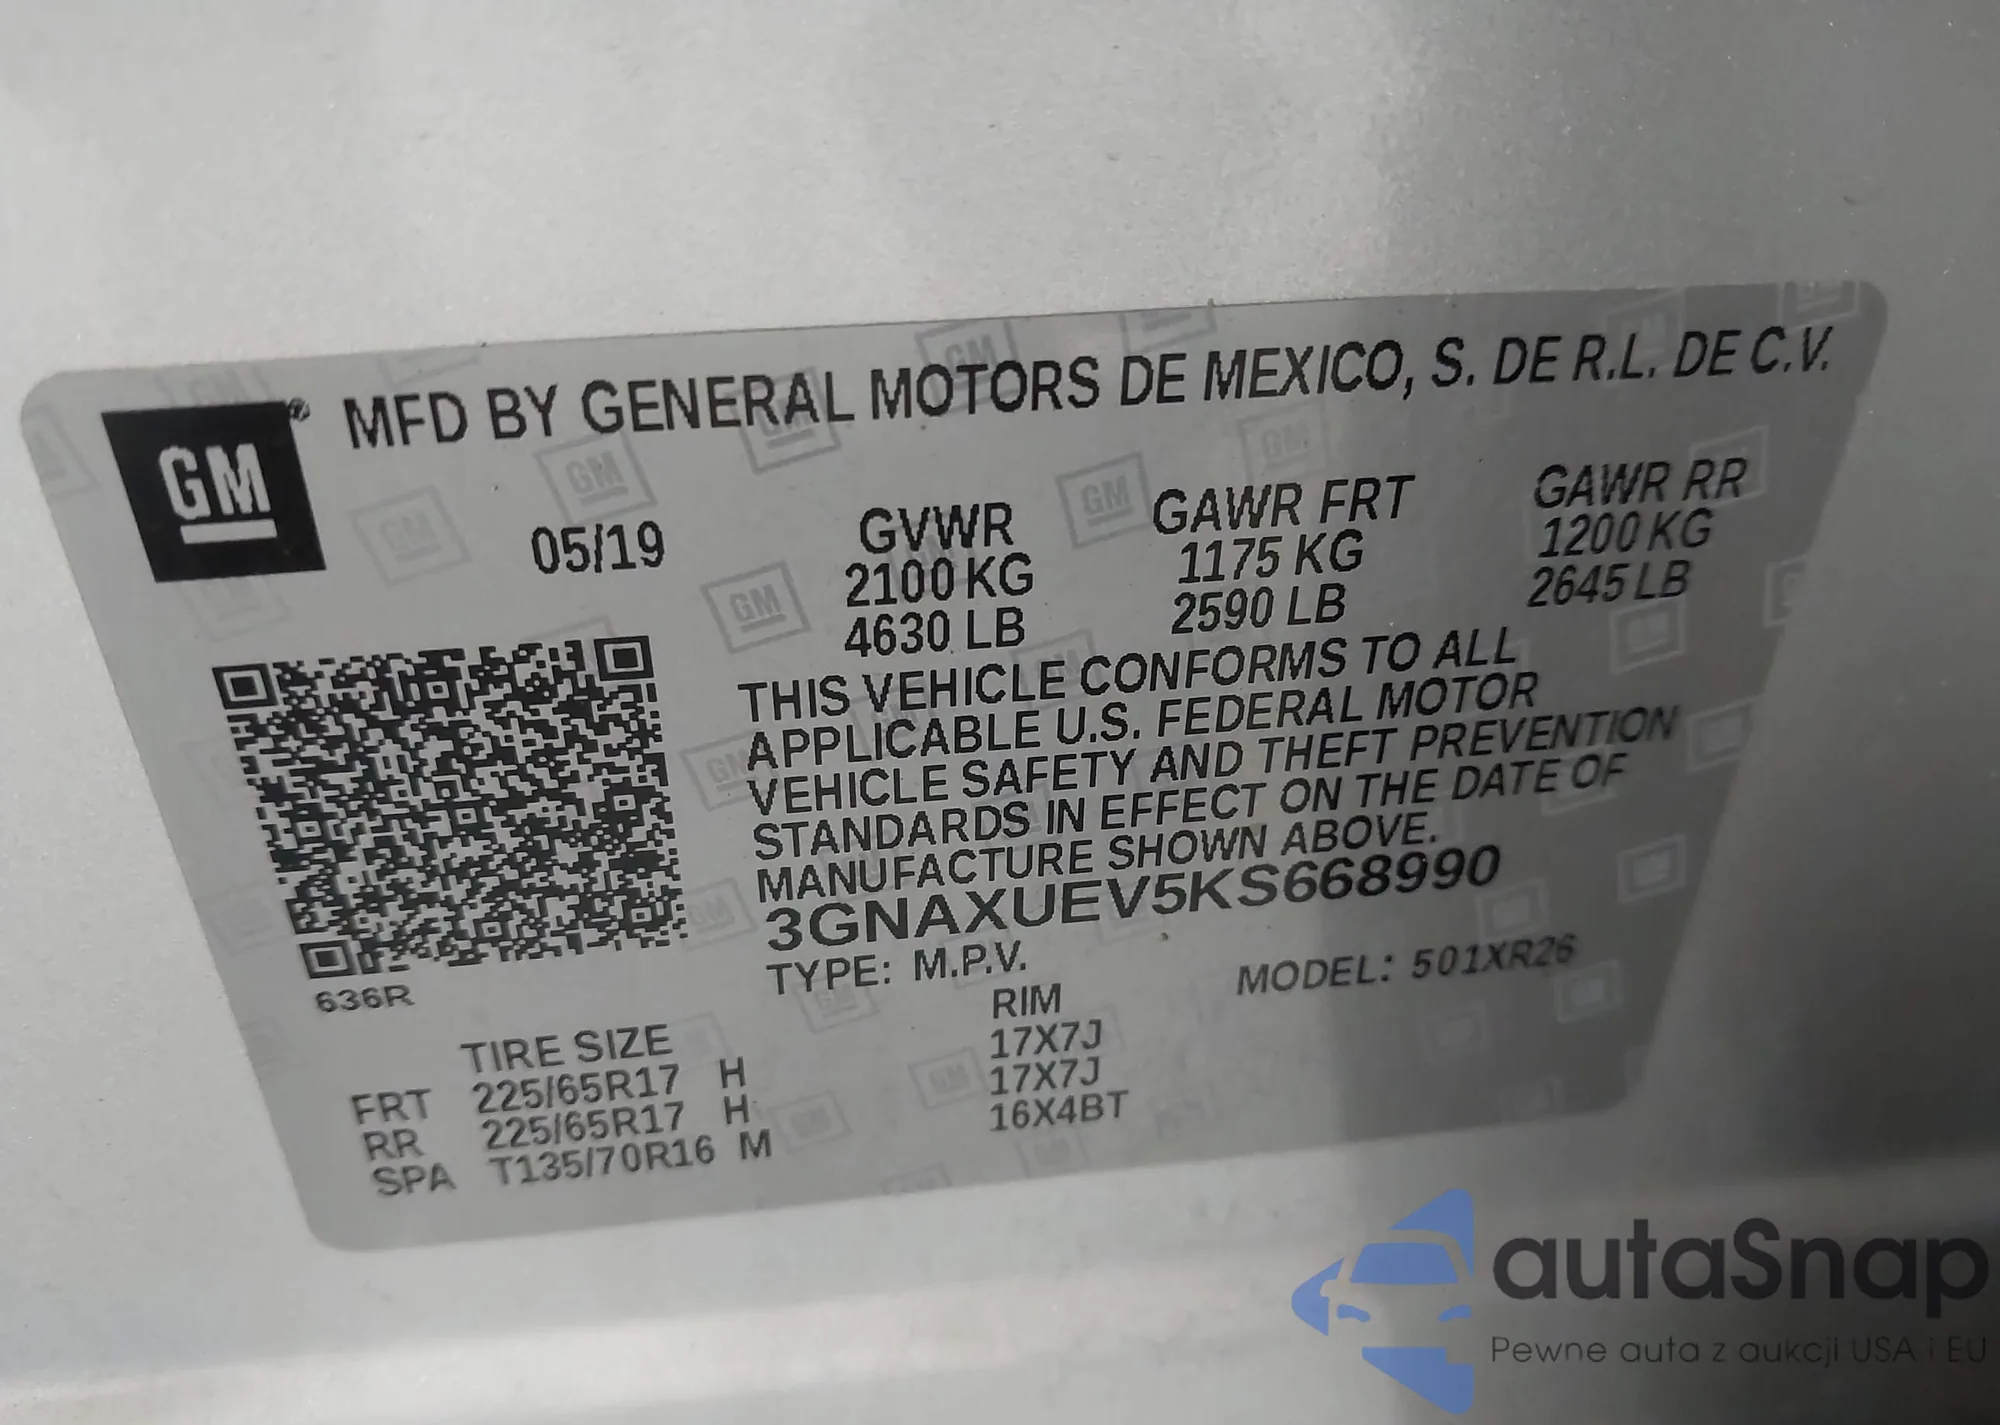 GM
MFD BY GENERAL MOTORS DE MEXICO, S. DE R.L. DE C.V.
05/19
GVWR GAWR FRT GAWR RR
2100 KG 1175 KG 1200 KG
4630 LB 2590 LB 2645 LB
THIS VEHICLE CONFORMS TO ALL
APPLICABLE U.S. FEDERAL MOTOR
VEHICLE SAFETY AND THEFT PREVENTION
STANDARDS IN EFFECT ON THE DATE OF
MANUFACTURE SHOWN ABOVE.
3GNAXUEV5KS668990
TYPE: M.P.V. MODEL: 501XR26
636R
TIRE SIZE RIM
FRT 225/65R17 H 17X7J
RR 225/65R17 H 17X7J
SPA T135/70R16 M 16X4BT
autaSnap
Pewne auta z aukcji USA i EU